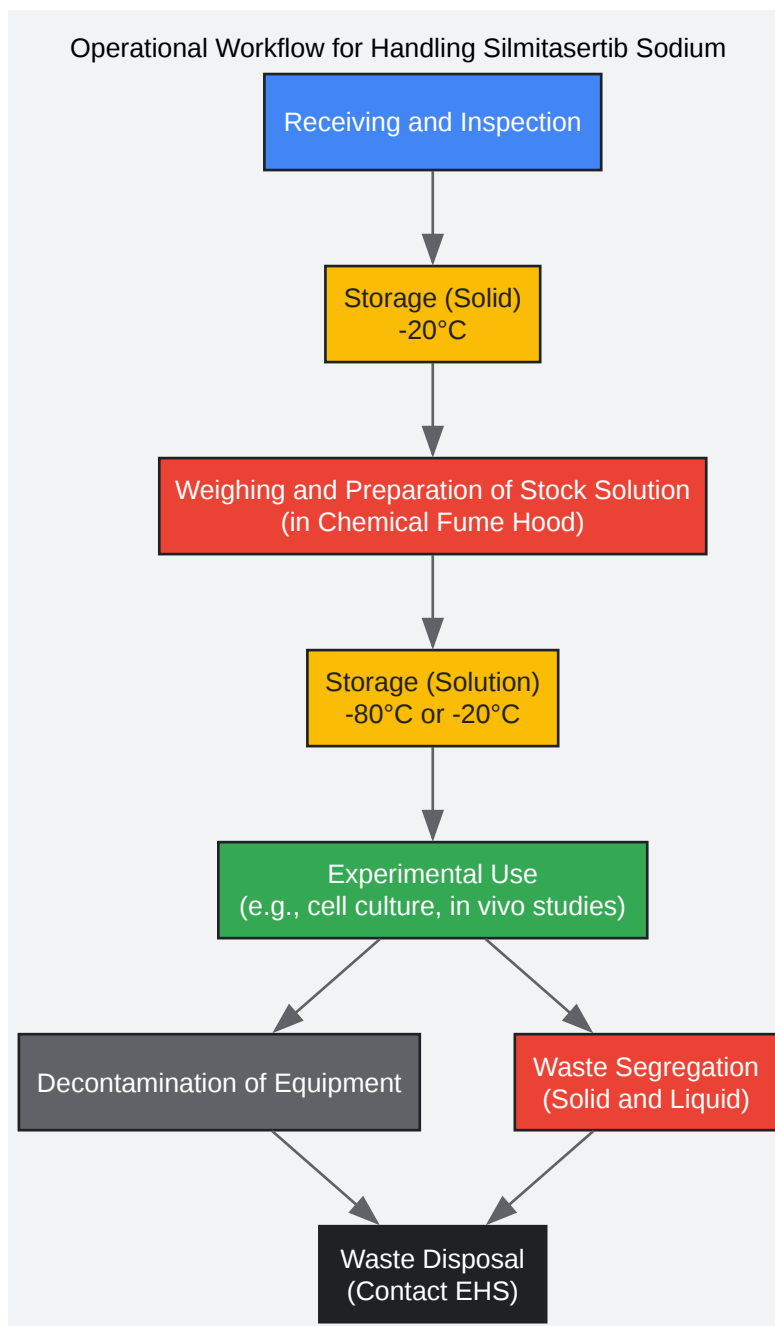 Operational Workflow for Handling Silmitasertib Sodium
Receiving and Inspection
Storage (Solid)
-20°C
Weighing and Preparation of Stock Solution
(in Chemical Fume Hood)
Storage (Solution)
-80°C or -20°C
Experimental Use
(e.g., cell culture, in vivo studies)
Decontamination of Equipment
Waste Segregation
(Solid and Liquid)
Waste Disposal
(Contact EHS)